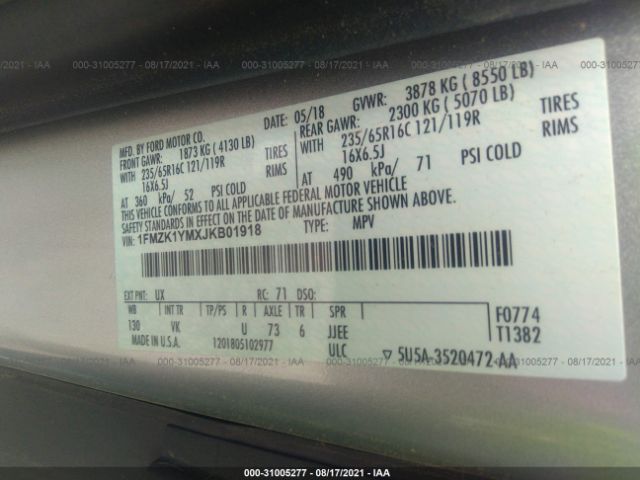 000-31005277 - 08/17/2021 - IAA
MFD. BY FORD MOTOR CO.
DATE: 05/18
GVWR: 3878 KG ( 8550 LB)
FRONT GAWR: 1873 KG ( 4130 LB)
REAR GAWR: 2300 KG ( 5070 LB)
WITH 235/65R16C 121/119R TIRES
WITH 235/65R16C 121/119R TIRES
16X6.5J RIMS
16X6.5J RIMS
AT 360 kPa/ 52 PSI COLD
AT 490 kPa/ 71 PSI COLD
THIS VEHICLE CONFORMS TO ALL APPLICABLE FEDERAL MOTOR VEHICLE
SAFETY STANDARDS IN EFFECT ON THE DATE OF MANUFACTURE SHOWN ABOVE.
VIN: 1FMZK1YMXJKB01918
TYPE: MPV
EXT PNT: UX RC: 71 DSO:
WB INT TR TP/PS R AXLE TR SPR
130 VK U 73 6 JJEE
F0774
T1382
MADE IN U.S.A. 1201805102977 ULC
5U5A-3520472-AA
000-31005277 - 08/17/2021 - IAA